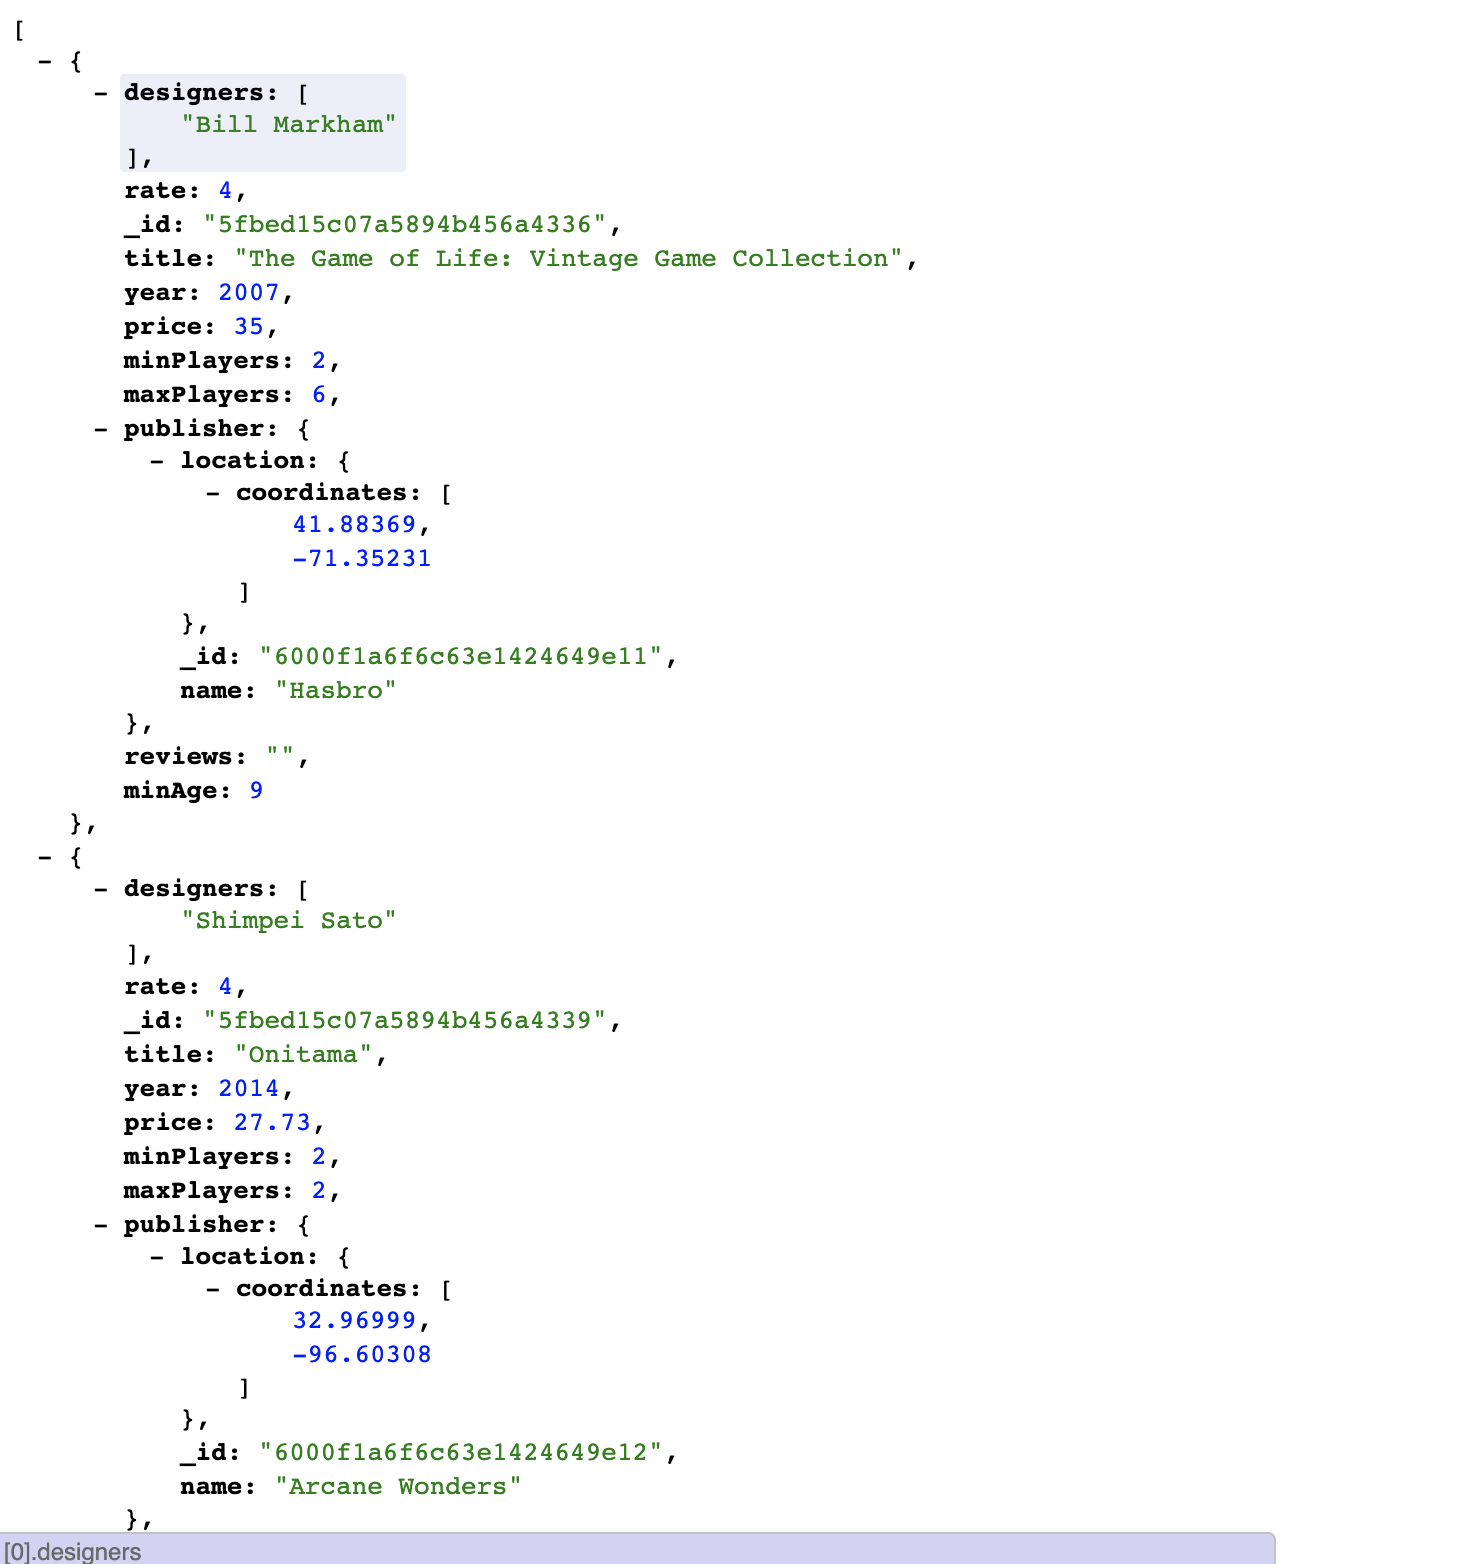 [
- {
- designers: [
"Bill Markham"
],
rate: 4,
_id: "5fbed15c07a5894b456a4336",
title: "The Game of Life: Vintage Game Collection",
year: 2007,
price: 35,
minPlayers: 2,
maxPlayers: 6,
- publisher: {
- location: {
- coordinates: [
41.88369,
-71.35231
]
},
_id: "6000f1a6f6c63e1424649e11",
name: "Hasbro"
},
reviews: "",
minAge: 9
},
- {
- designers: [
"Shimpei Sato"
],
rate: 4,
_id: "5fbed15c07a5894b456a4339",
title: "Onitama",
year: 2014,
price: 27.73,
minPlayers: 2,
maxPlayers: 2,
- publisher: {
- location: {
- coordinates: [
32.96999,
-96.60308
]
},
_id: "6000f1a6f6c63e1424649e12",
name: "Arcane Wonders"
},
[0].designers